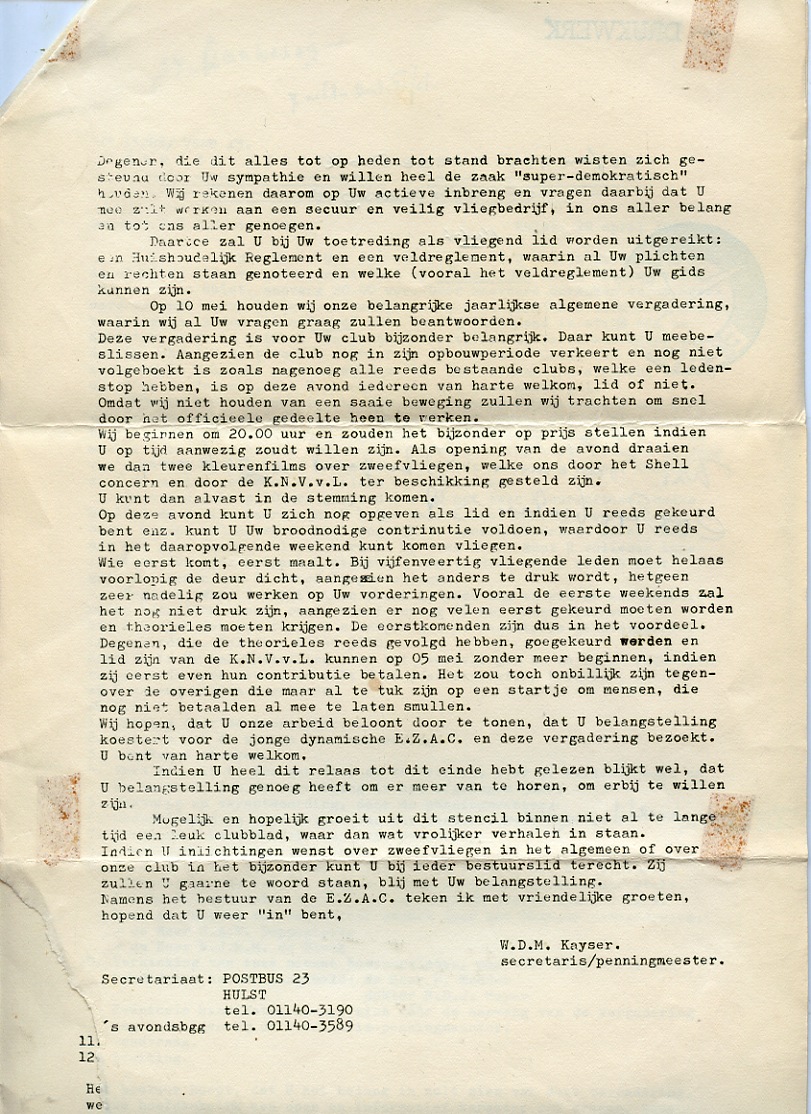 DRUKWERK
Degenen, die dit alles tot op heden tot stand brachten wisten zich ge-
steund door Uw sympathie en willen heel de zaak "super-demokratisch"
houden. Wij rekenen daarom op Uw actieve inbreng en vragen daarbij dat U
mee zult werken aan een secuur en veilig vliegbedrijf, in ons aller belang
en tot ons aller genoegen.
Daartoe zal U bij Uw toetreding als vliegend lid worden uitgereikt:
een Huishoudelijk Reglement en een veldreglement, waarin al Uw plichten
en rechten staan genoteerd en welke (vooral het veldreglement) Uw gids
kunnen zijn.
Op 10 mei houden wij onze belangrijke jaarlijkse algemene vergadering,
waarin wij al Uw vragen graag zullen beantwoorden.
Deze vergadering is voor Uw club bijzonder belangrijk. Daar kunt U meebe-
slissen. Aangezien de club nog in zijn opbouwperiode verkeert en nog niet
volgeboekt is zoals nagenoeg alle reeds bestaande clubs, welke een leden-
stop hebben, is op deze avond iedereen van harte welkom, lid of niet.
Omdat wij niet houden van een saaie beweging zullen wij trachten om snel
door het officieele gedeelte heen te werken.
Wij beginnen om 20.00 uur en zouden het bijzonder op prijs stellen indien
U op tijd aanwezig zoudt willen zijn. Als opening van de avond draaien
we dan twee kleurenfilms over zweefvliegen, welke ons door het Shell
concern en door de K.N.V.v.L. ter beschikking gesteld zijn.
U kunt dan alvast in de stemming komen.
Op deze avond kunt U zich nog opgeven als lid en indien U reeds gekeurd
bent enz. kunt U Uw broodnodige contrinutie voldoen, waardoor U reeds
in het daaropvolgende weekend kunt komen vliegen.
Wie eerst komt, eerst maalt. Bij vijfenveertig vliegende leden moet helaas
voorlopig de deur dicht, aangezien het anders te druk wordt, hetgeen
zeer nadelig zou werken op Uw vorderingen. Vooral de eerste weekends zal
het nog niet druk zijn, aangezien er nog velen eerst gekeurd moeten worden
en theorieles moeten krijgen. De eerstkomenden zijn dus in het voordeel.
Degenen, die de theorieles reeds gevolgd hebben, goegekeurd werden en
lid zijn van de K.N.V.v.L. kunnen op 05 mei zonder meer beginnen, indien
zij eerst even hun contributie betalen. Het zou toch onbillijk zijn tegen-
over de overigen die maar al te tuk zijn op een startje om mensen, die
nog niet betaalden al mee te laten smullen.
Wij hopen, dat U onze arbeid beloont door te tonen, dat U belangstelling
koestert voor de jonge dynamische E.Z.A.C. en deze vergadering bezoekt.
U bent van harte welkom.
Indien U heel dit relaas tot dit einde hebt gelezen blijkt wel, dat
U belangstelling genoeg heeft om er meer van te horen, om erbij te willen
zijn.
Mogelijk en hopelijk groeit uit dit stencil binnen niet al te lange
tijd een leuk clubblad, waar dan wat vrolijker verhalen in staan.
Indien U inlichtingen wenst over zweefvliegen in het algemeen of over
onze club in het bijzonder kunt U bij ieder bestuurslid terecht. Zij
zullen U gaarne te woord staan, blij met Uw belangstelling.
Namens het bestuur van de E.Z.A.C. teken ik met vriendelijke groeten,
hopend dat U weer "in" bent,
W.D.M. Kayser.
secretaris/penningmeester.
Secretariaat: POSTBUS 23
HULST
tel. 01140-3190
's avondsbgg tel. 01140-3589
11.
12
He
we